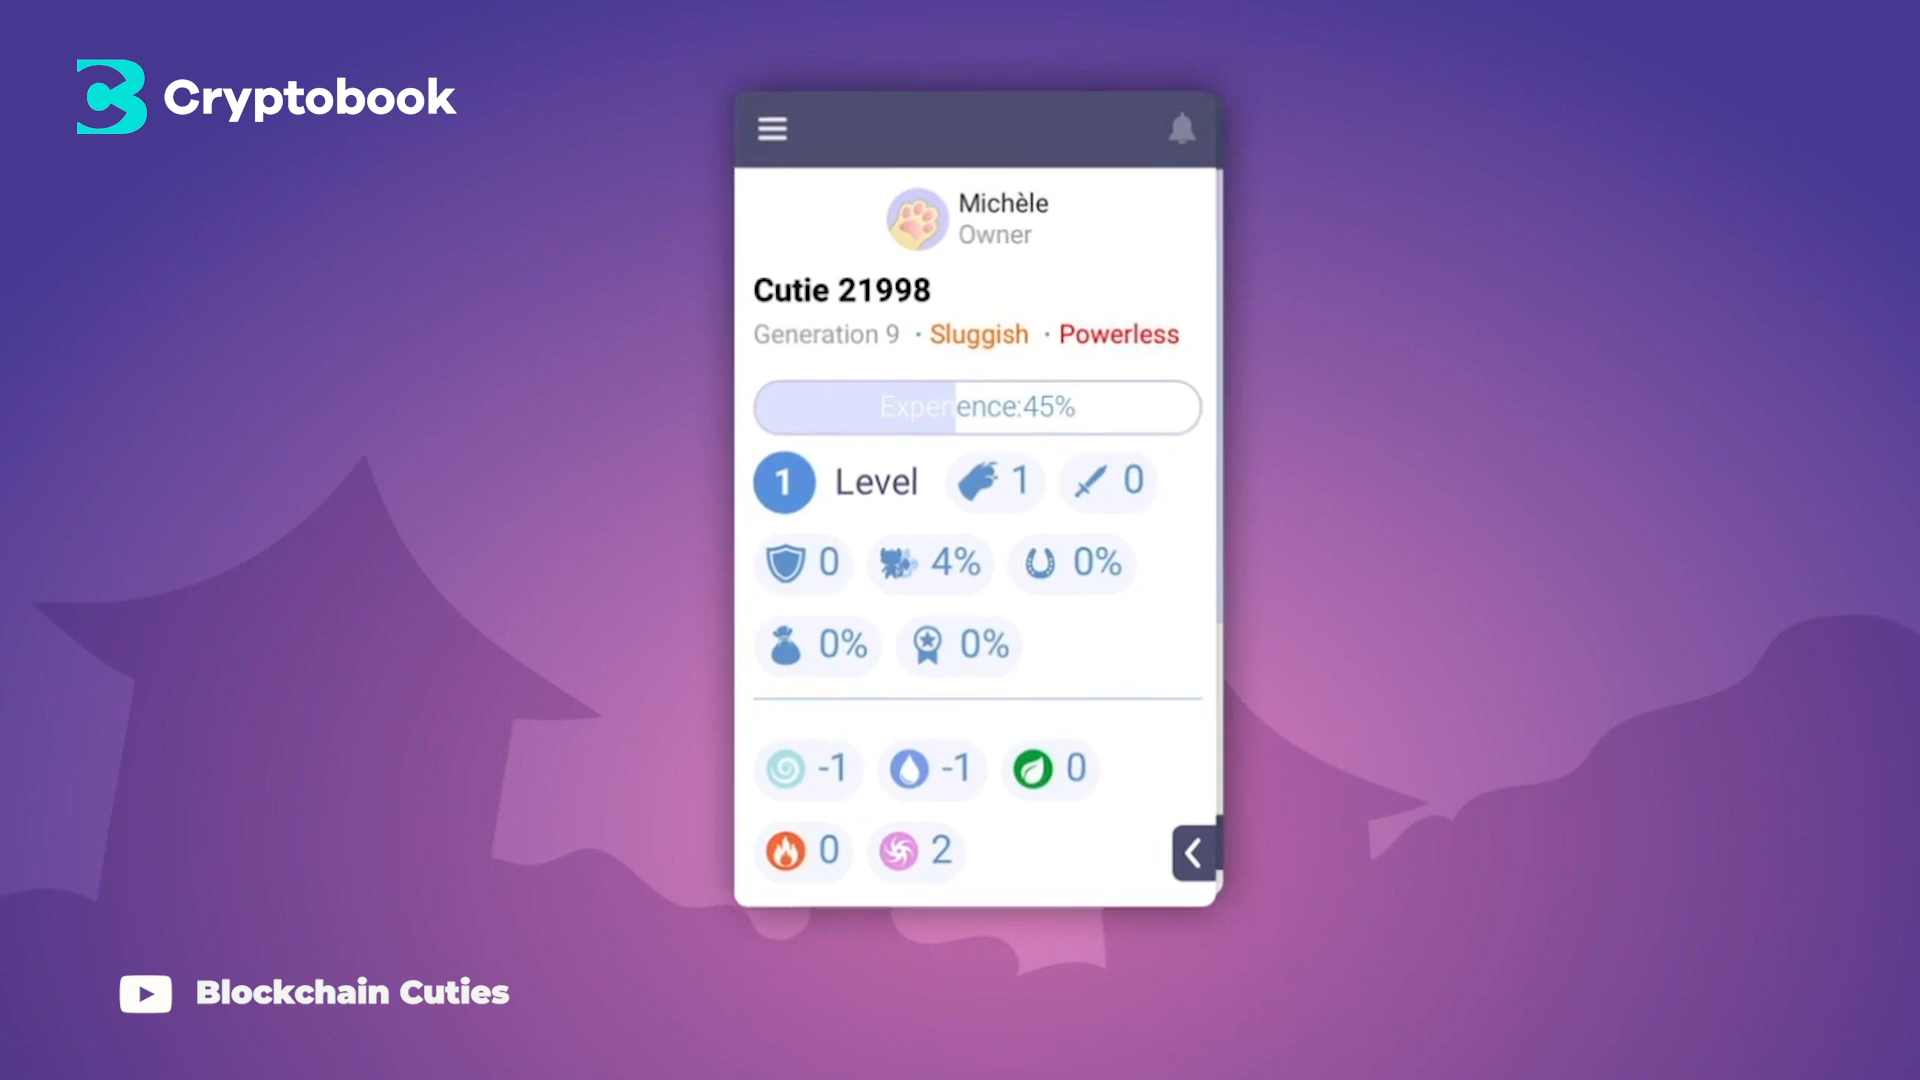 Cryptobook
Michèle
Owner
Cutie 21998
Generation 9 · Sluggish · Powerless
Experience:45%
1 Level 1 0
0 4% 0%
0% 0%
-1 -1 0
0 2
Blockchain Cuties